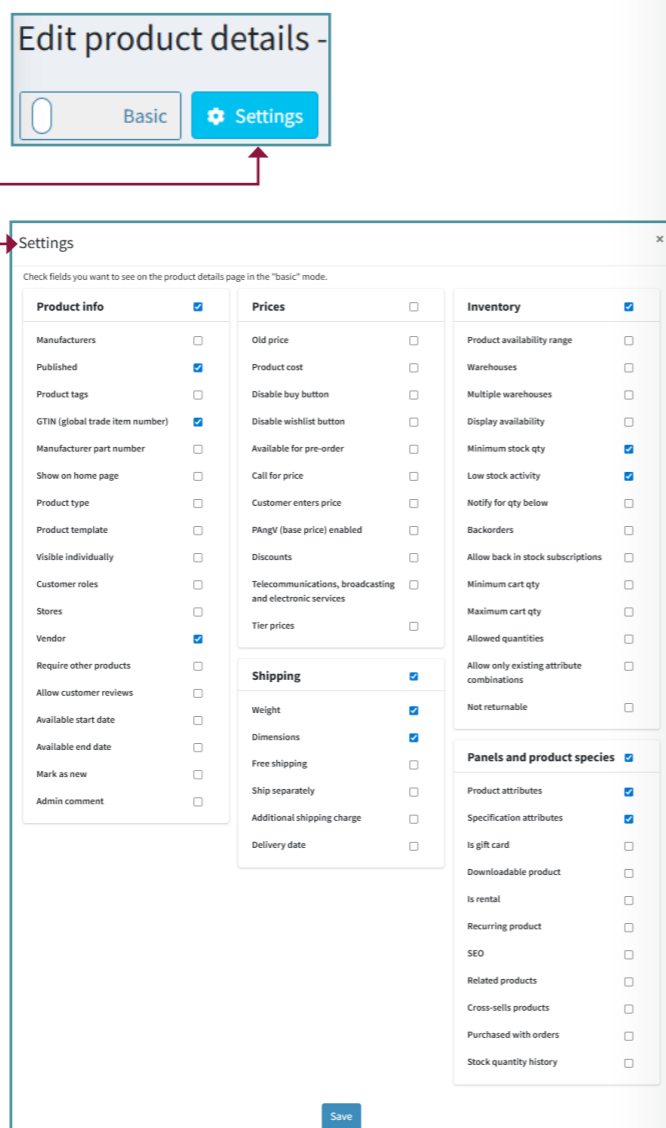 Edit product details -
Basic
Settings
Settings
×
Check fields you want to see on the product details page in the "basic" mode.
Product info
Manufacturers
Published
Product tags
GTIN (global trade item number)
Manufacturer part number
Show on home page
Product type
Product template
Visible individually
Customer roles
Stores
Vendor
Require other products
Allow customer reviews
Available start date
Available end date
Mark as new
Admin comment
Prices
Old price
Product cost
Disable buy button
Disable wishlist button
Available for pre-order
Call for price
Customer enters price
PAngV (base price) enabled
Discounts
Telecommunications, broadcasting
and electronic services
Tier prices
Shipping
Weight
Dimensions
Free shipping
Ship separately
Additional shipping charge
Delivery date
Inventory
Product availability range
Warehouses
Multiple warehouses
Display availability
Minimum stock qty
Low stock activity
Notify for qty below
Backorders
Allow back in stock subscriptions
Minimum cart qty
Maximum cart qty
Allowed quantities
Allow only existing attribute
combinations
Not returnable
Panels and product species
Product attributes
Specification attributes
Is gift card
Downloadable product
Is rental
Recurring product
SEO
Related products
Cross-sells products
Purchased with orders
Stock quantity history
Save